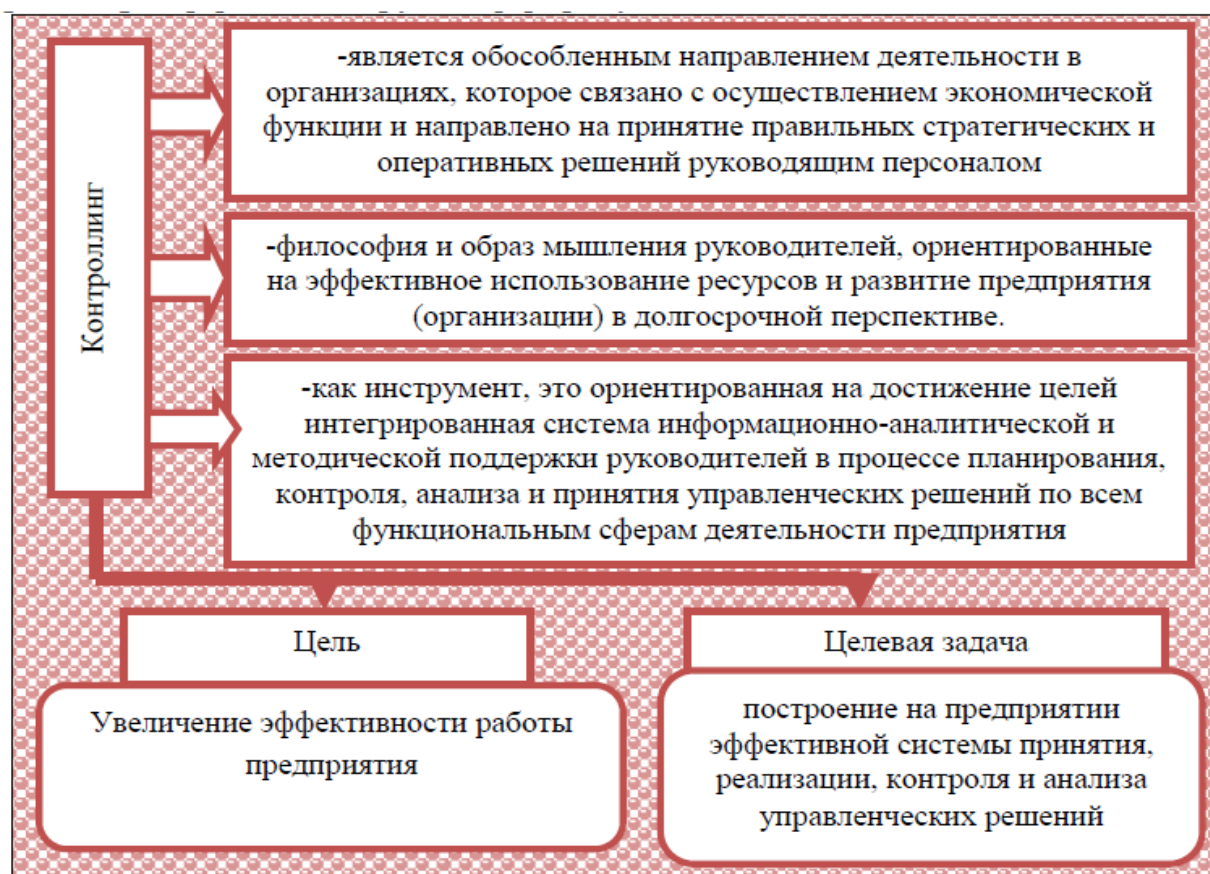 Контроллинг
-является обособленным направлением деятельности в
организациях, которое связано с осуществлением экономической
функции и направлено на принятие правильных стратегических и
оперативных решений руководящим персоналом
-философия и образ мышления руководителей, ориентированные
на эффективное использование ресурсов и развитие предприятия
(организации) в долгосрочной перспективе.
-как инструмент, это ориентированная на достижение целей
интегрированная система информационно-аналитической и
методической поддержки руководителей в процессе планирования,
контроля, анализа и принятия управленческих решений по всем
функциональным сферам деятельности предприятия
Цель
Увеличение эффективности работы
предприятия
Целевая задача
построение на предприятии
эффективной системы принятия,
реализации, контроля и анализа
управленческих решений